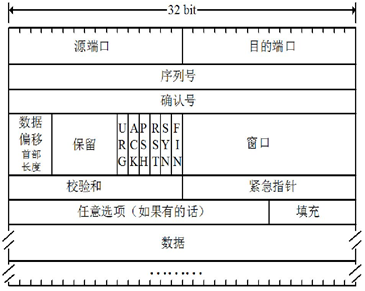 32 bit
源端口 目的端口
序列号
确认号
数据偏移首部长度 保留 URG ACK PSH RST SYN FIN 窗口
校验和 紧急指针
任意选项（如果有的话） 填充
数据
………